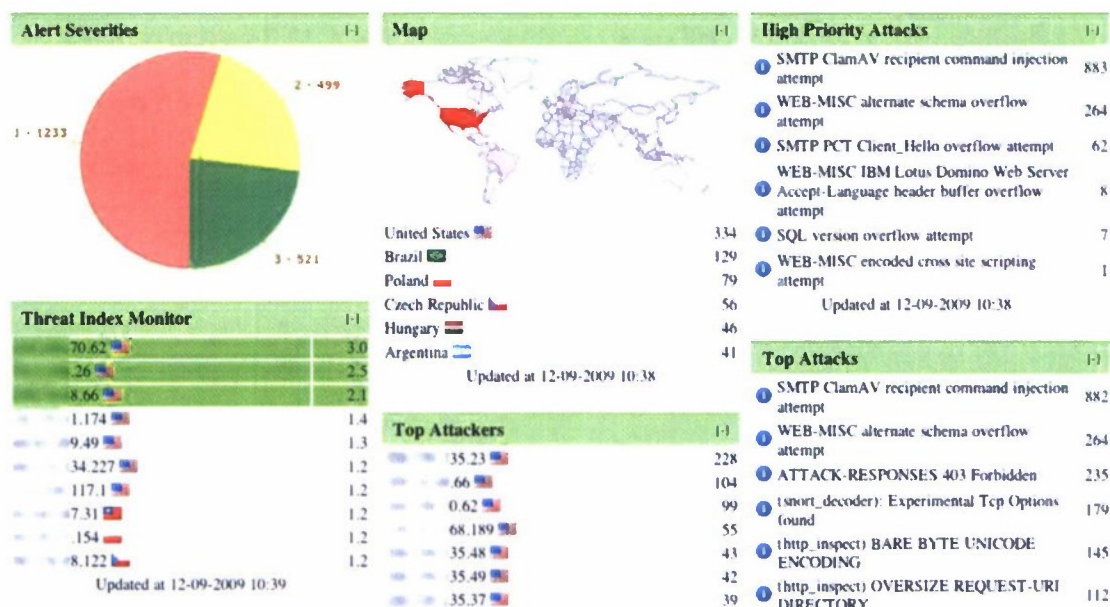 Alert Severities [-]
2 - 499
1 - 1233
3 - 521
Threat Index Monitor [-]
70.62 3.0
.26 2.5
8.66 2.1
1.174 1.4
9.49 1.3
34.227 1.2
117.1 1.2
7.31 1.2
.154 1.2
8.122 1.2
Updated at 12-09-2009 10:39
Map [-]
United States 334
Brazil 129
Poland 79
Czech Republic 56
Hungary 46
Argentina 41
Updated at 12-09-2009 10:38
Top Attackers [-]
35.23 228
.66 104
0.62 99
68.189 55
35.48 43
35.49 42
35.37 39
High Priority Attacks [-]
SMTP ClamAV recipient command injection
attempt 883
WEB-MISC alternate schema overflow
attempt 264
SMTP PCT Client_Hello overflow attempt 62
WEB-MISC IBM Lotus Domino Web Server
Accept-Language header buffer overflow 8
attempt
SQL version overflow attempt 7
WEB-MISC encoded cross site scripting
attempt 1
Updated at 12-09-2009 10:38
Top Attacks [-]
SMTP ClamAV recipient command injection
attempt 882
WEB-MISC alternate schema overflow
attempt 264
ATTACK-RESPONSES 403 Forbidden 235
(snort_decoder): Experimental Tcp Options
found 179
(http_inspect) BARE BYTE UNICODE
ENCODING 145
(http_inspect) OVERSIZE REQUEST-URI
DIRECTORY 112